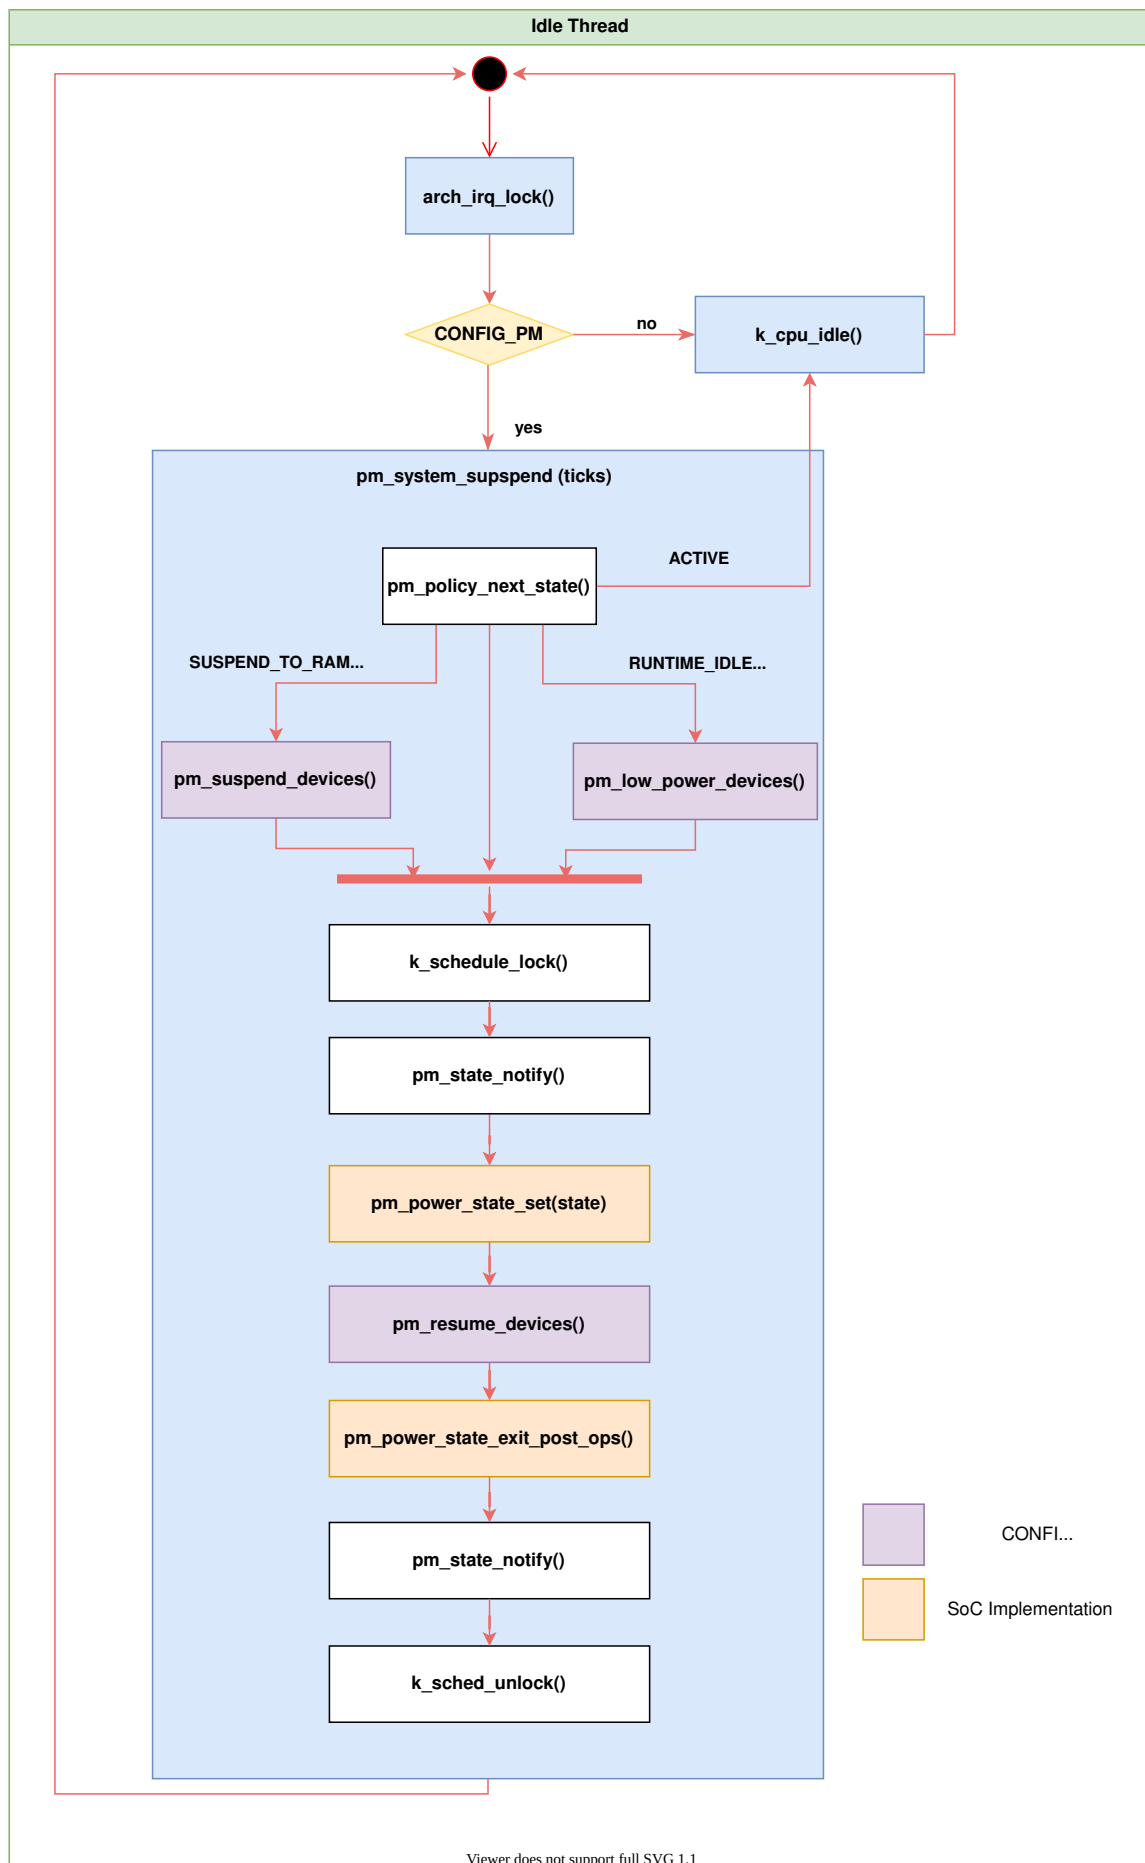 Idle Thread
arch_irq_lock()
CONFIG_PM
no
k_cpu_idle()
yes
pm_system_supspend (ticks)
ACTIVE
pm_policy_next_state()
SUSPEND_TO_RAM...
RUNTIME_IDLE...
pm_suspend_devices()
pm_low_power_devices()
k_schedule_lock()
pm_state_notify()
pm_power_state_set(state)
pm_resume_devices()
pm_power_state_exit_post_ops()
pm_state_notify()
k_sched_unlock()
CONFI...
SoC Implementation
Viewer does not support full SVG 1.1